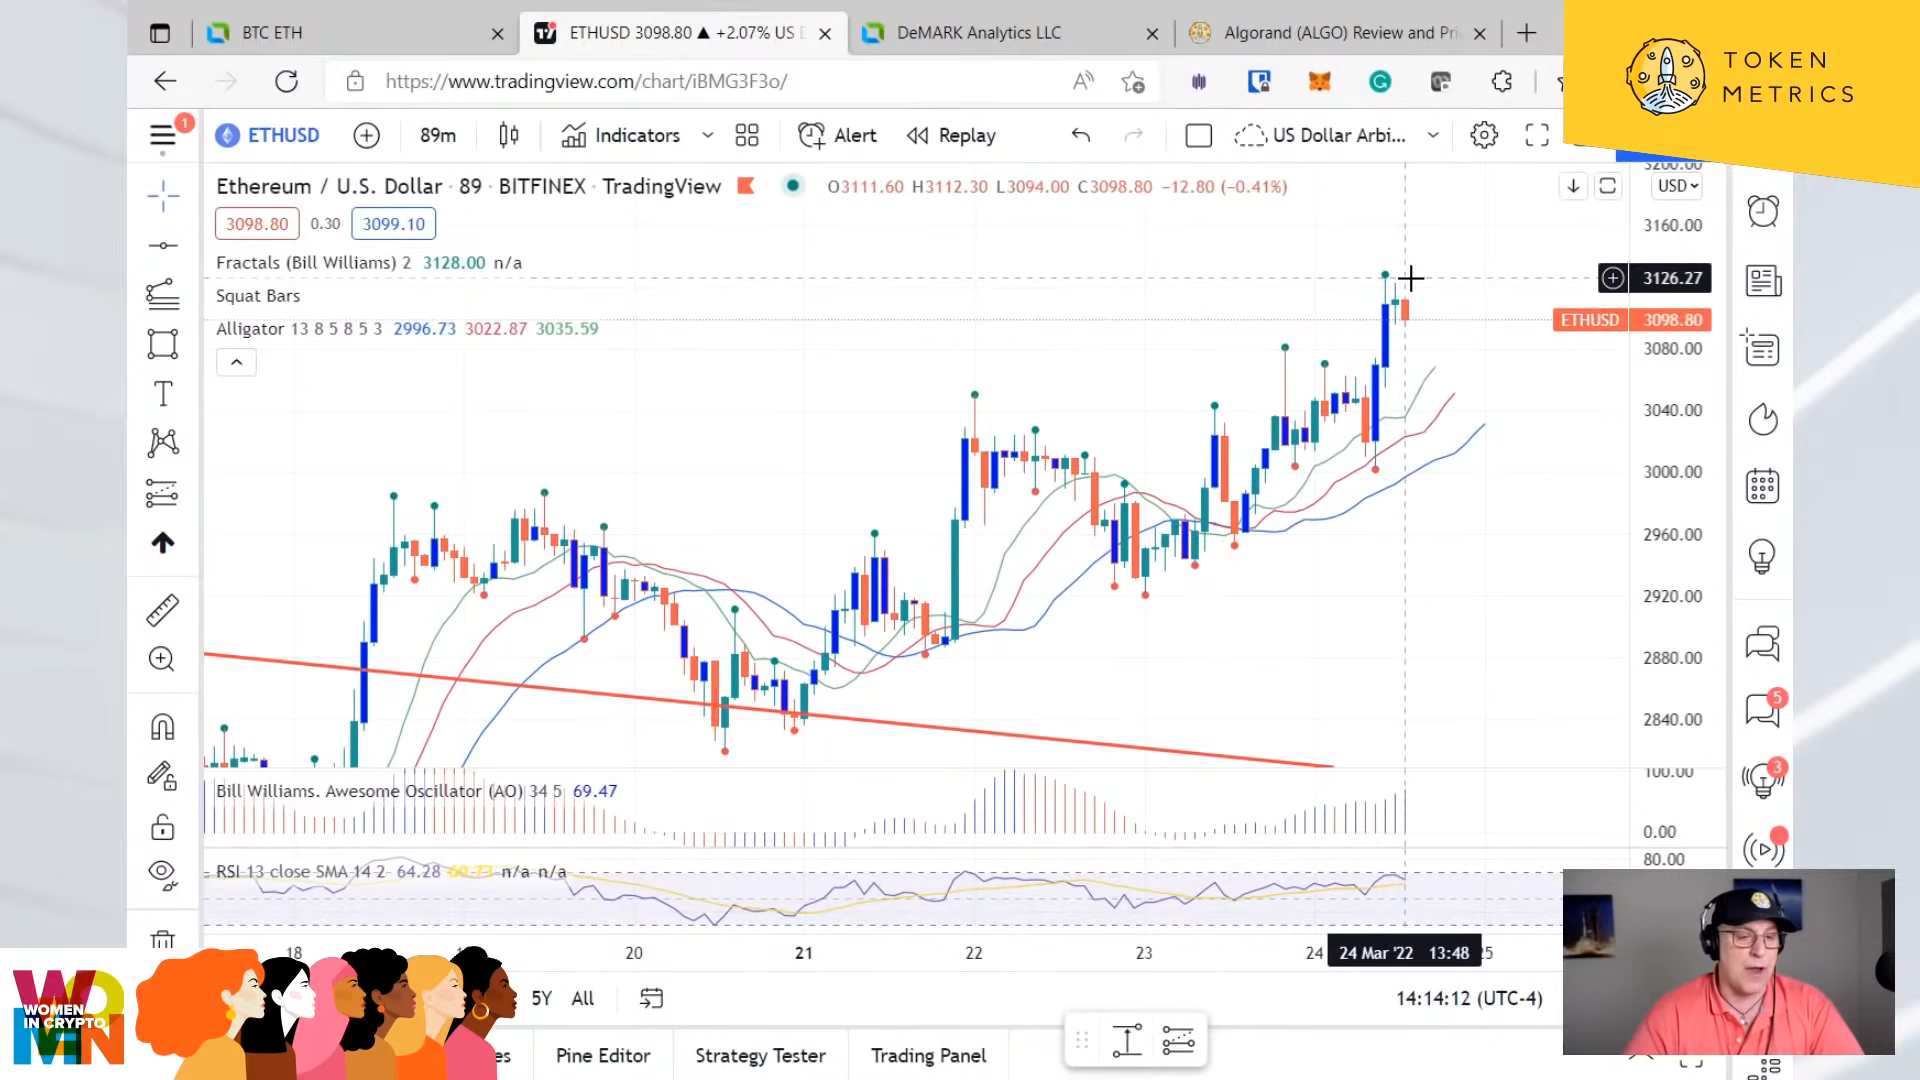 BTC ETH
ETHUSD 3098.80 ▲ +2.07% US
DeMARK Analytics LLC
Algorand (ALGO) Review and Pri
TOKEN
METRICS
https://www.tradingview.com/chart/iBMG3F3o/
1
ETHUSD
89m
Indicators
Alert
Replay
US Dollar Arbi...
Ethereum / U.S. Dollar · 89 · BITFINEX · TradingView
O3111.60 H3112.30 L3094.00 C3098.80 −12.80 (−0.41%)
USD
3200.00
3098.80
0.30
3099.10
3160.00
Fractals (Bill Williams) 2 3128.00 n/a
3126.27
Squat Bars
ETHUSD 3098.80
Alligator 13 8 5 8 5 3 2996.73 3022.87 3035.59
3080.00
3040.00
3000.00
2960.00
2920.00
2880.00
2840.00
5
3
100.00
Bill Williams. Awesome Oscillator (AO) 34 5 69.47
0.00
80.00
RSI 13 close SMA 14 2 64.28 n/a n/a
18
20
21
22
23
24
24 Mar '22 13:48
25
5Y
All
14:14:12 (UTC-4)
WOMEN
WOMEN
IN CRYPTO
Pine Editor
Strategy Tester
Trading Panel